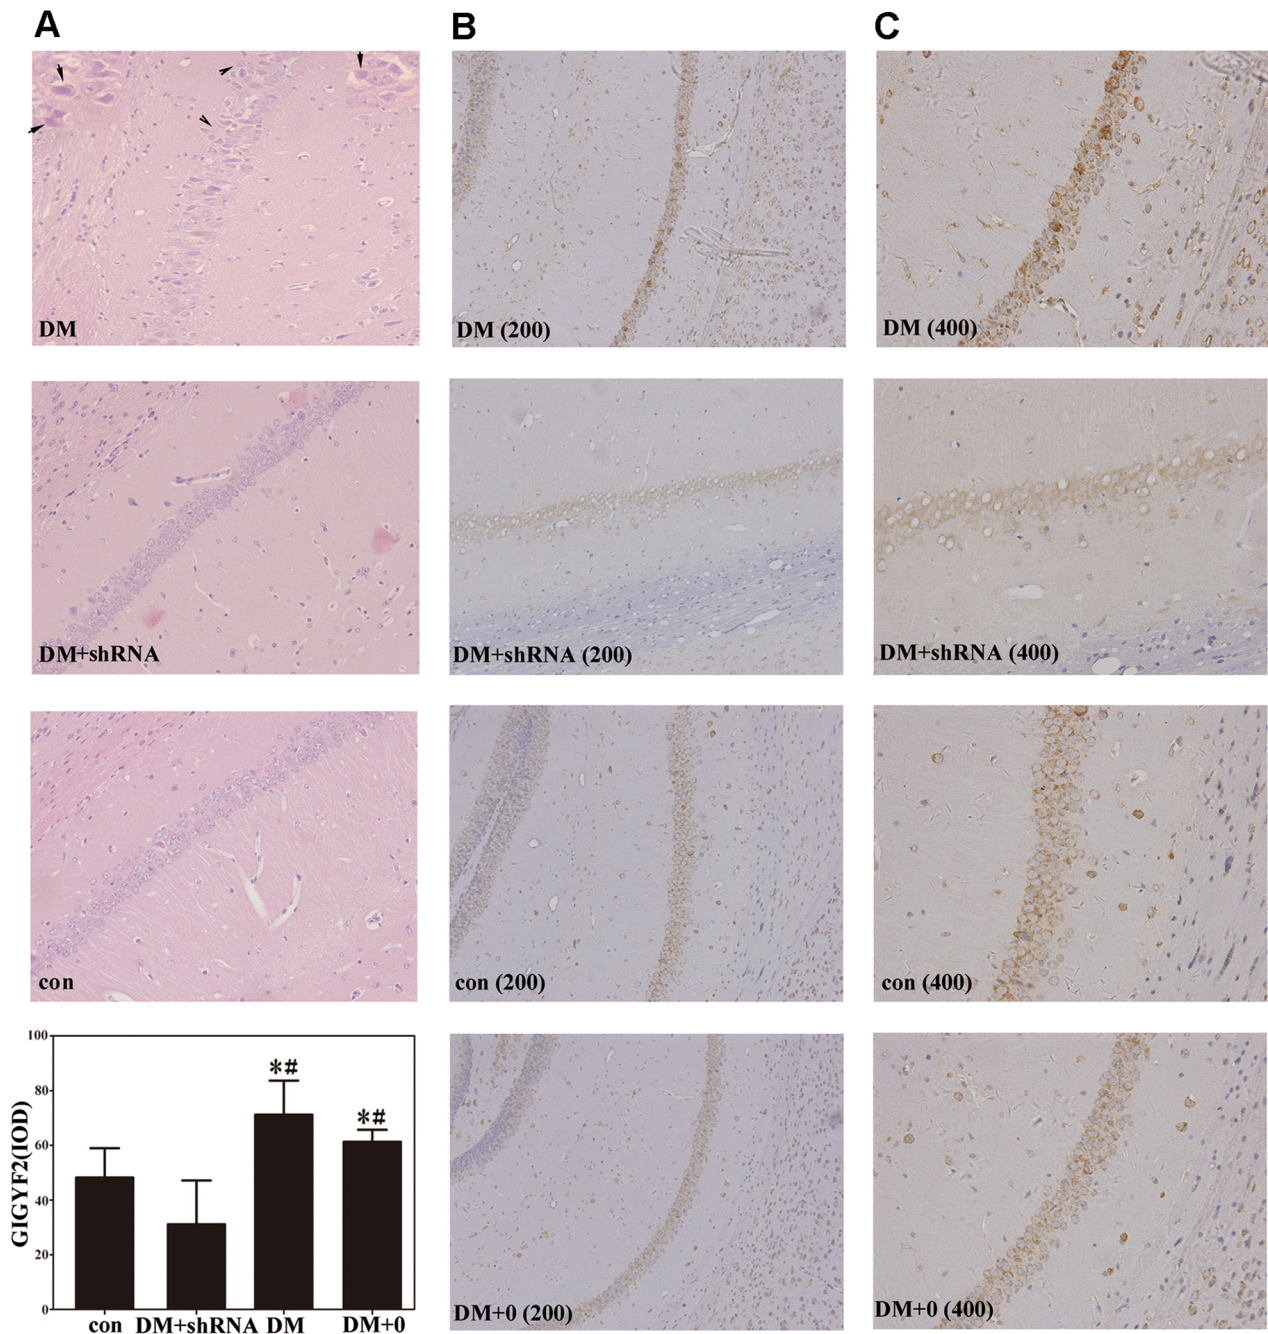 A B C
DM
DM (200)
DM (400)
DM+shRNA
DM+shRNA (200)
DM+shRNA (400)
con
con (200)
con (400)
GIGYF2(IOD)
100
80
60
40
20
0
*#
*#
con DM+shRNA DM DM+0
DM+0 (200)
DM+0 (400)